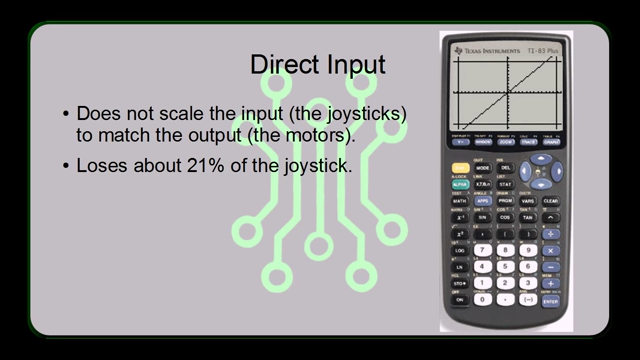 Direct Input
• Does not scale the input (the joysticks)
to match the output (the motors).
• Loses about 21% of the joystick.
TEXAS INSTRUMENTS TI-83 Plus
Y= WINDOW ZOOM TRACE GRAPH
MODE DEL
ALPHA X,T,θ,n STAT
MATH APPS PRGM VARS CLEAR
SIN COS TAN
LOG 7 8 9 ×
LN 4 5 6 −
STO 1 2 3 +
ON 0 . (−) ENTER